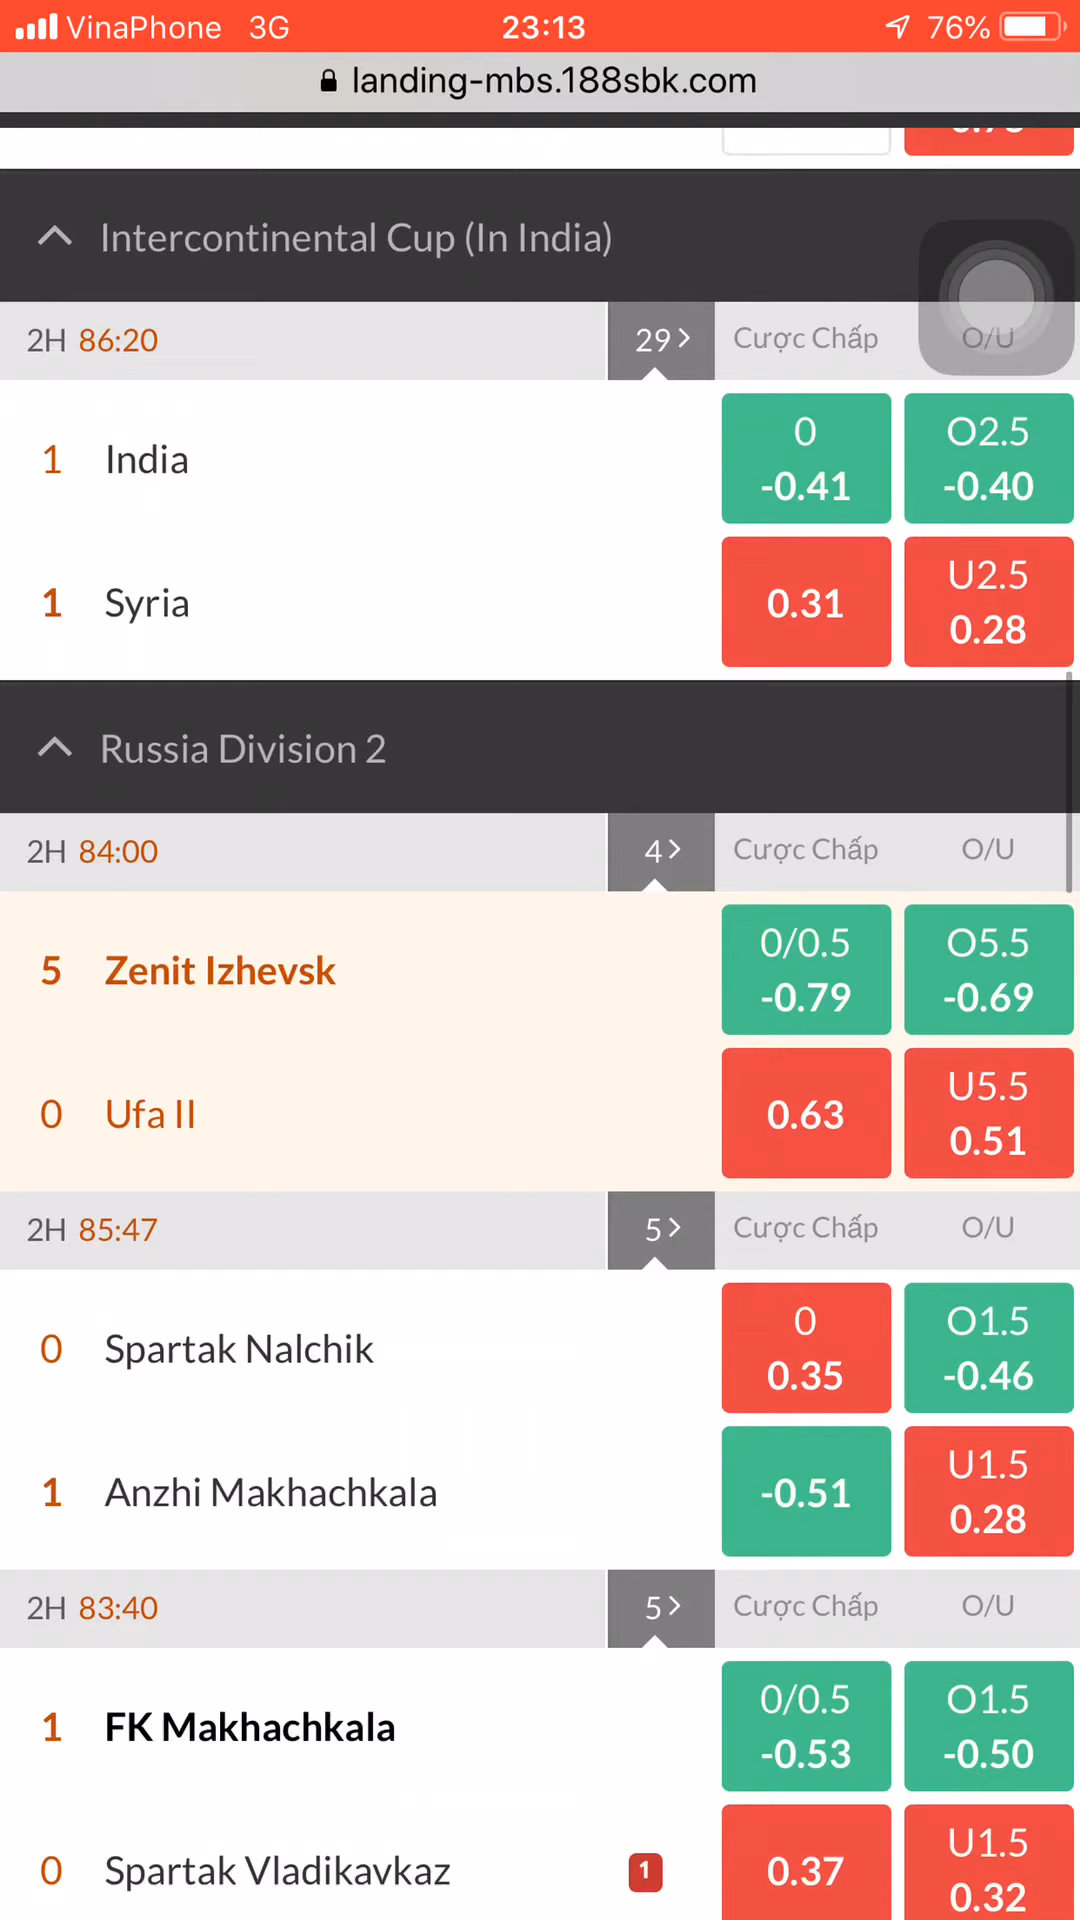 VinaPhone 3G 23:13 76%
landing-mbs.188sbk.com
Intercontinental Cup (In India)
2H 86:20 29 Cược Chấp O/U
1 India 0 -0.41 O2.5 -0.40
1 Syria 0.31 U2.5 0.28
Russia Division 2
2H 84:00 4 Cược Chấp O/U
5 Zenit Izhevsk 0/0.5 -0.79 O5.5 -0.69
0 Ufa II 0.63 U5.5 0.51
2H 85:47 5 Cược Chấp O/U
0 Spartak Nalchik 0 0.35 O1.5 -0.46
1 Anzhi Makhachkala -0.51 U1.5 0.28
2H 83:40 5 Cược Chấp O/U
1 FK Makhachkala 0/0.5 -0.53 O1.5 -0.50
0 Spartak Vladikavkaz 1 0.37 U1.5 0.32